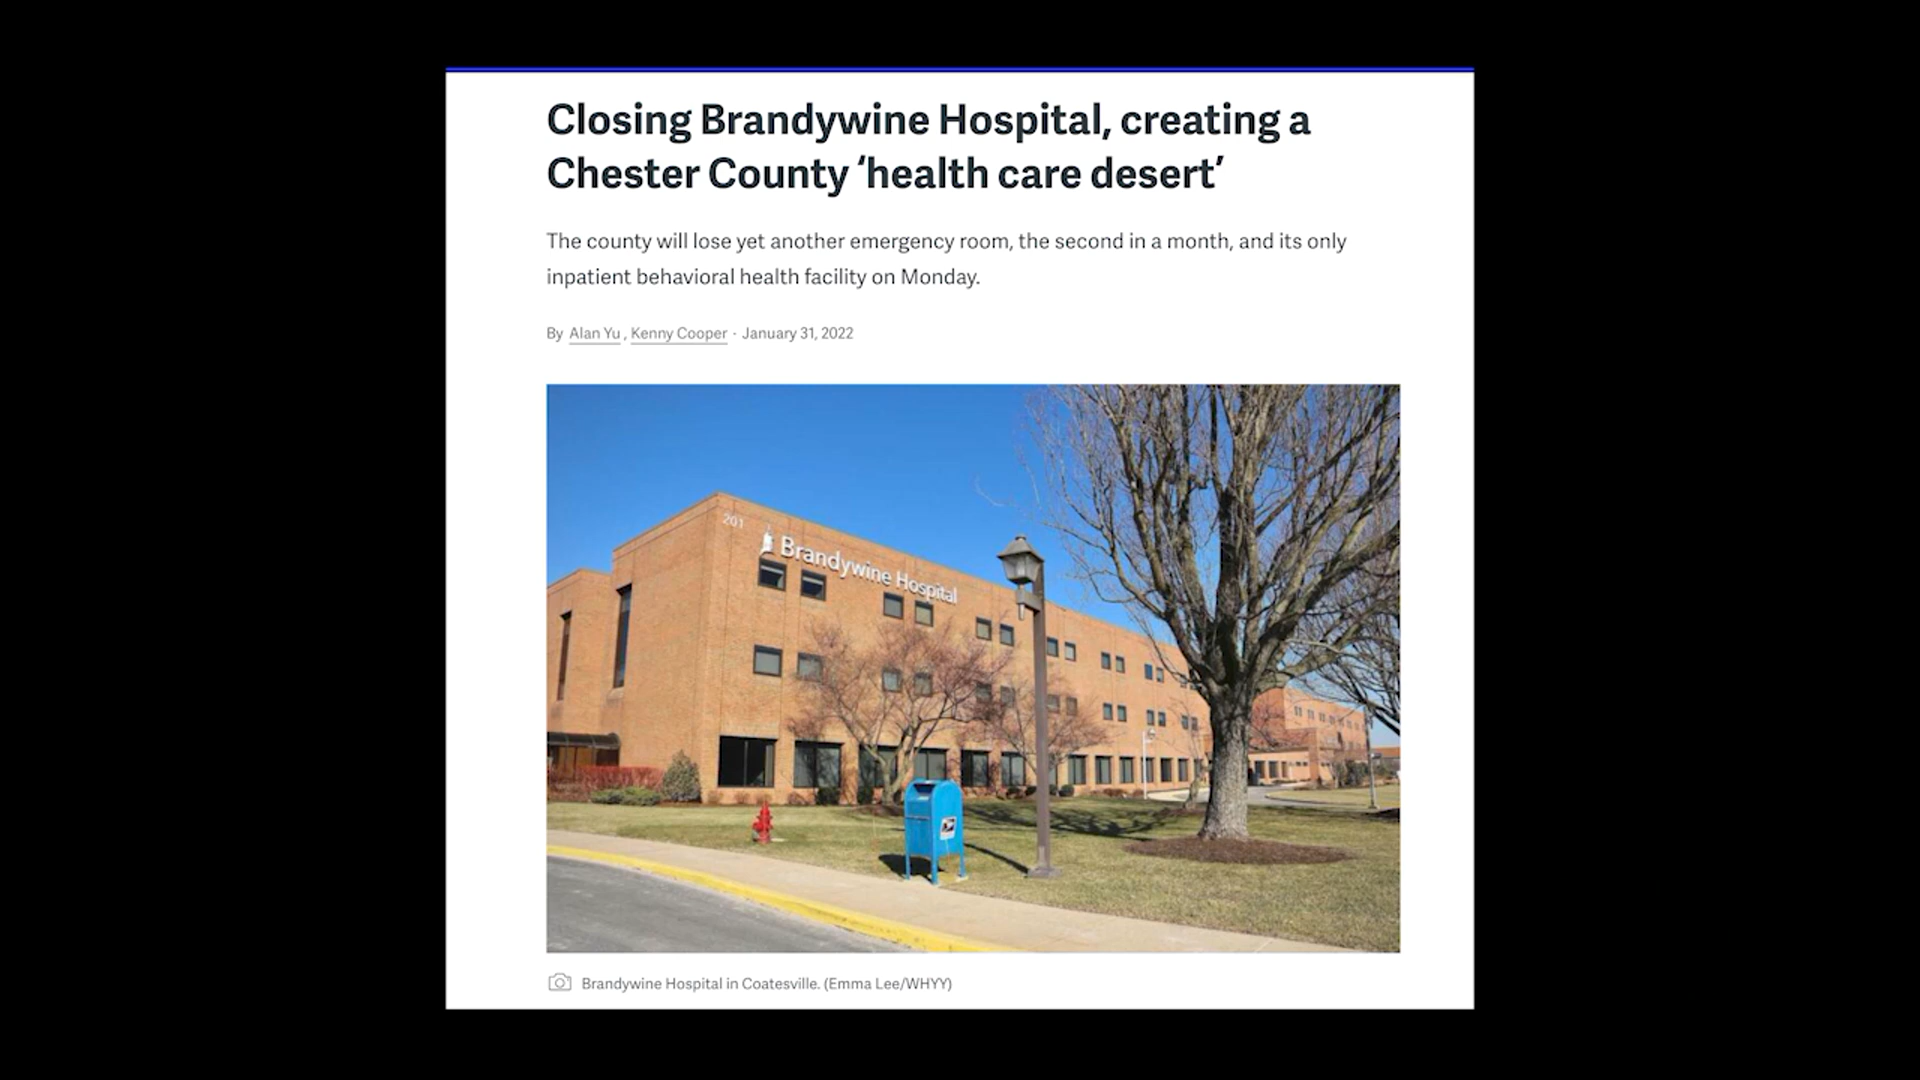 Closing Brandywine Hospital, creating a
Chester County ‘health care desert’
The county will lose yet another emergency room, the second in a month, and its only
inpatient behavioral health facility on Monday.
By Alan Yu, Kenny Cooper · January 31, 2022
201
Brandywine Hospital
Brandywine Hospital in Coatesville. (Emma Lee/WHYY)